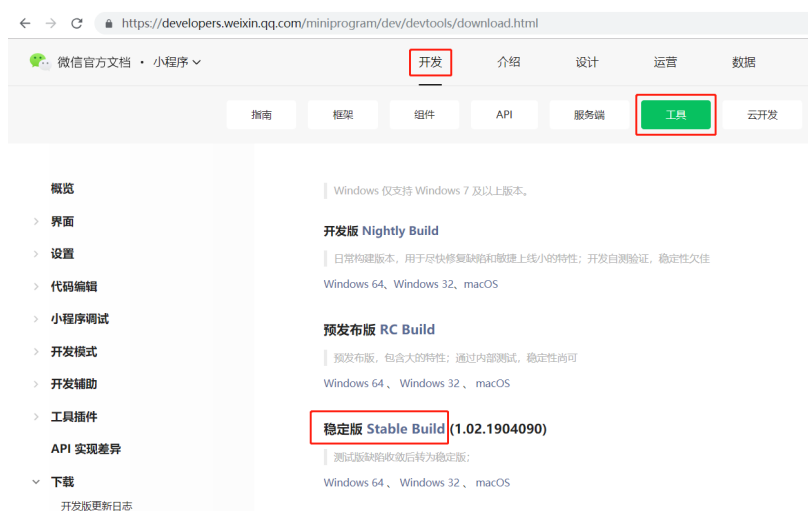 https://developers.weixin.qq.com/miniprogram/dev/devtools/download.html
微信官方文档 • 小程序 开发 介绍 设计 运营 数据
指南 框架 组件 API 服务端 工具 云开发
概览
界面
设置
代码编辑
小程序调试
开发模式
开发辅助
工具插件
API 实现差异
下载
开发版更新日志
Windows 仅支持 Windows 7 及以上版本。
开发版 Nightly Build
日常构建版本，用于尽快修复缺陷和敏捷上线小的特性；开发自测验证，稳定性欠佳
Windows 64、Windows 32、macOS
预发布版 RC Build
预发布版，包含大的特性；通过内部测试，稳定性尚可
Windows 64 、 Windows 32 、 macOS
稳定版 Stable Build (1.02.1904090)
测试版缺陷收敛后转为稳定版；
Windows 64 、 Windows 32 、 macOS